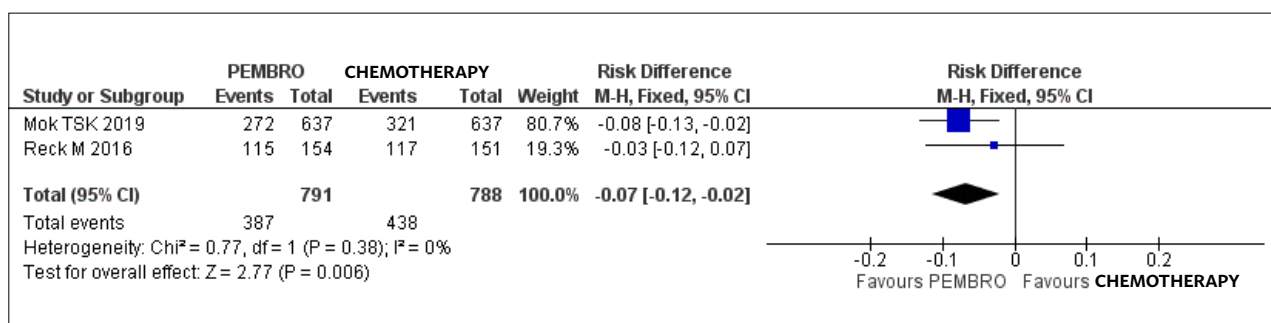 PEMBRO CHEMOTHERAPY Risk Difference Risk Difference
Study or Subgroup Events Total Events Total Weight M-H, Fixed, 95% CI M-H, Fixed, 95% CI
Mok TSK 2019 272 637 321 637 80.7% -0.08 [-0.13, -0.02]
Reck M 2016 115 154 117 151 19.3% -0.03 [-0.12, 0.07]
Total (95% CI) 791 788 100.0% -0.07 [-0.12, -0.02]
Total events 387 438
Heterogeneity: Chi² = 0.77, df = 1 (P = 0.38); I² = 0%
Test for overall effect: Z = 2.77 (P = 0.006)
-0.2 -0.1 0 0.1 0.2
Favours PEMBRO Favours CHEMOTHERAPY